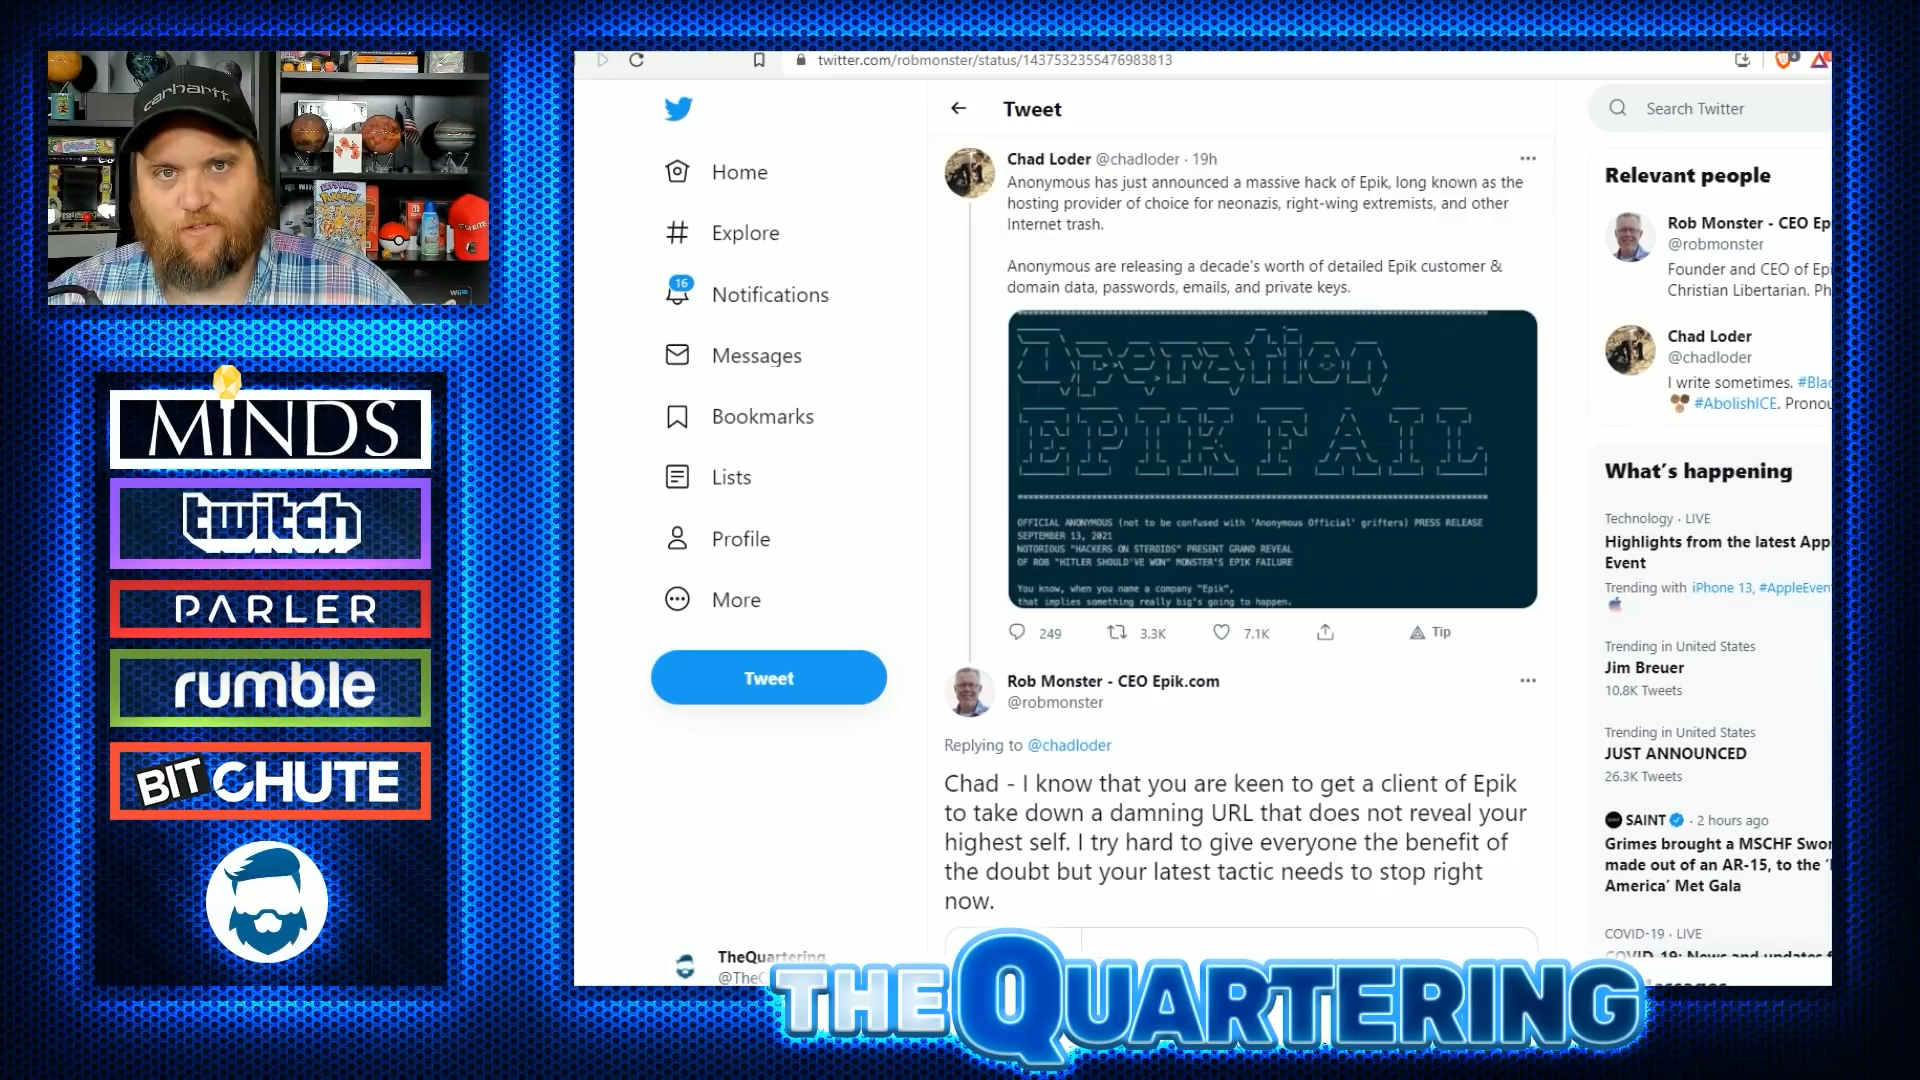 carhartt
twitter.com/robmonster/status/1437532355476983813
Tweet
Search Twitter
Home
Explore
16
Notifications
Messages
Bookmarks
Lists
Profile
More
Tweet
TheQuartering
Chad Loder @chadloder · 19h
Anonymous has just announced a massive hack of Epik, long known as the
hosting provider of choice for neonazis, right-wing extremists, and other
Internet trash.
Anonymous are releasing a decade's worth of detailed Epik customer &
domain data, passwords, emails, and private keys.
Operation
EPIK FAIL
OFFICIAL ANONYMOUS (not to be confused with 'Anonymous Official' grifters) PRESS RELEASE
SEPTEMBER 13, 2021
NOTORIOUS "HACKERS ON STEROIDS" PRESENT GRAND REVEAL
OF ROB "HITLER SHOULD'VE WON" MONSTER'S EPIK FAILURE
You know, when you name a company "Epik",
that implies something really big's going to happen.
249 3.3K 7.1K Tip
Rob Monster - CEO Epik.com
@robmonster
Replying to @chadloder
Chad - I know that you are keen to get a client of Epik
to take down a damning URL that does not reveal your
highest self. I try hard to give everyone the benefit of
the doubt but your latest tactic needs to stop right
now.
Relevant people
Rob Monster - CEO Ep
@robmonster
Founder and CEO of Epi
Christian Libertarian. Ph
Chad Loder
@chadloder
I write sometimes. #Blac
#AbolishICE. Pronou
What's happening
Technology · LIVE
Highlights from the latest App
Event
Trending with iPhone 13, #AppleEven
Trending in United States
Jim Breuer
10.8K Tweets
Trending in United States
JUST ANNOUNCED
26.3K Tweets
SAINT · 2 hours ago
Grimes brought a MSCHF Swor
made out of an AR-15, to the '
America' Met Gala
COVID-19 · LIVE
COVID-19: News and updates f
MINDS
twitch
PARLER
rumble
BITCHUTE
THE QUARTERING